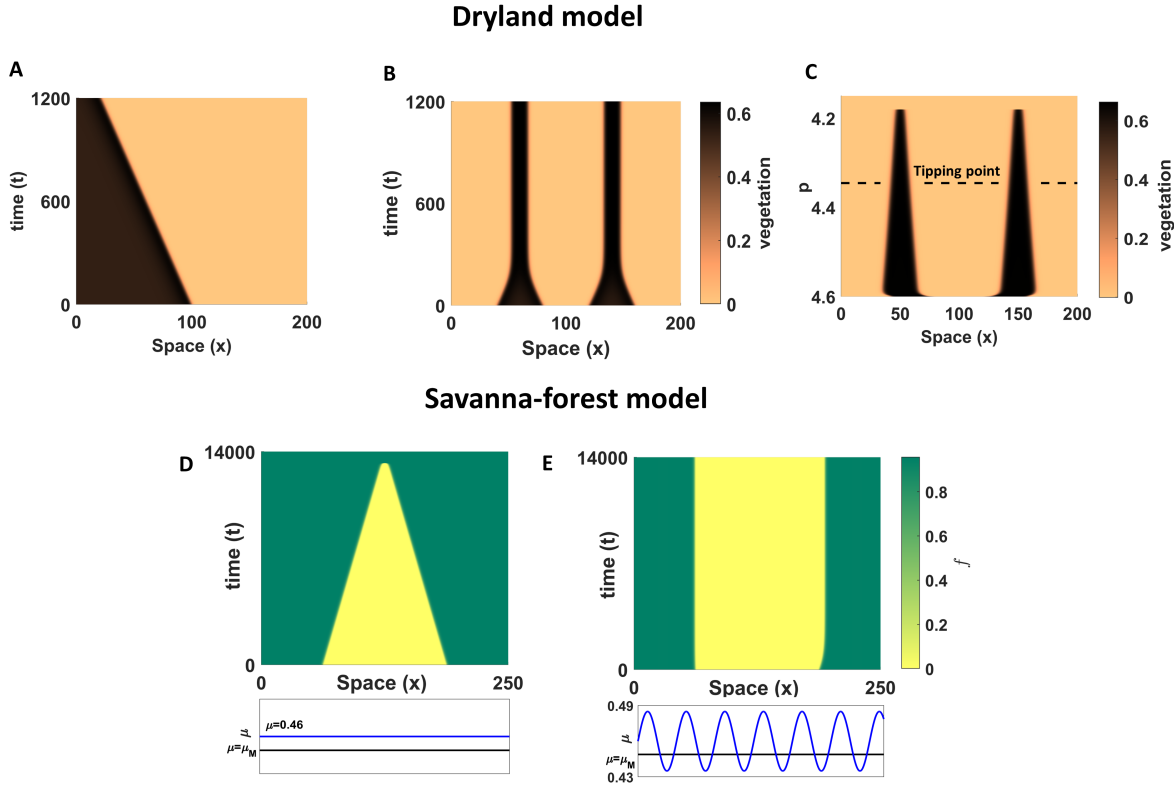 Dryland model
A
B
C
1200
600
0
time (t)
0
100
200
Space (x)
1200
600
0
time (t)
0
100
200
Space (x)
0.6
0.4
0.2
0
vegetation
4.2
4.4
4.6
p
Tipping point
0
50
100
150
200
Space (x)
0.6
0.4
0.2
0
vegetation
Savanna-forest model
D
E
14000
0
time (t)
0
Space (x)
250
μ
μ=0.46
μ=μM
14000
0
time (t)
0
Space (x)
250
0.8
0.6
0.4
0.2
0
f
0.49
μ
μ=μM
0.43